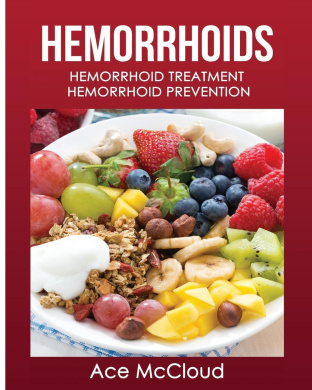 HEMORRHOIDS
HEMORRHOID TREATMENT
HEMORRHOID PREVENTION
Ace McCloud